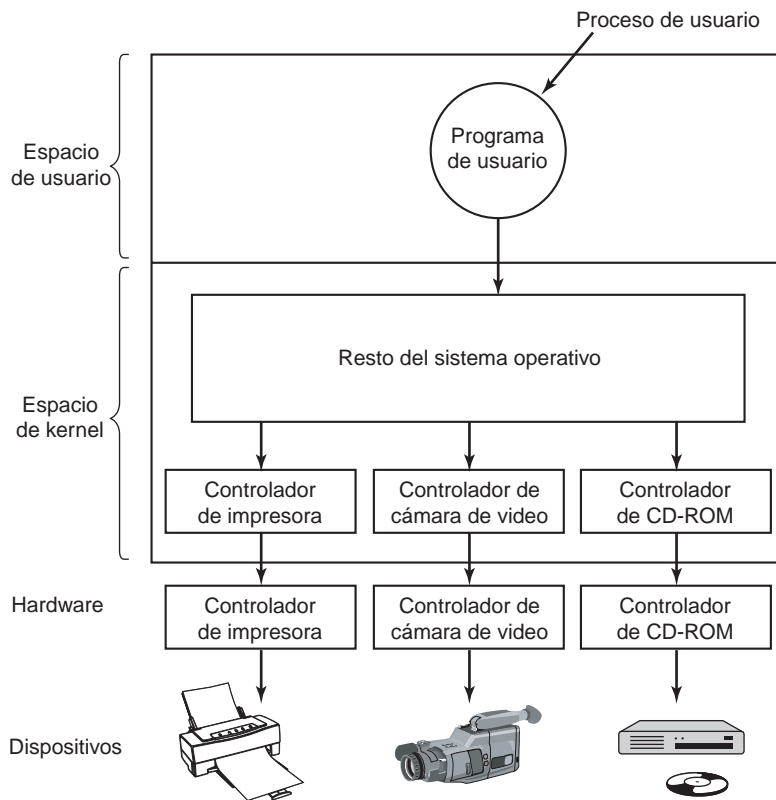 Proceso de usuario
Programa
de usuario
Espacio
de usuario
Resto del sistema operativo
Espacio
de kernel
Controlador
de impresora
Controlador de
cámara de video
Controlador
de CD-ROM
Hardware
Controlador
de impresora
Controlador de
cámara de video
Controlador
de CD-ROM
Dispositivos